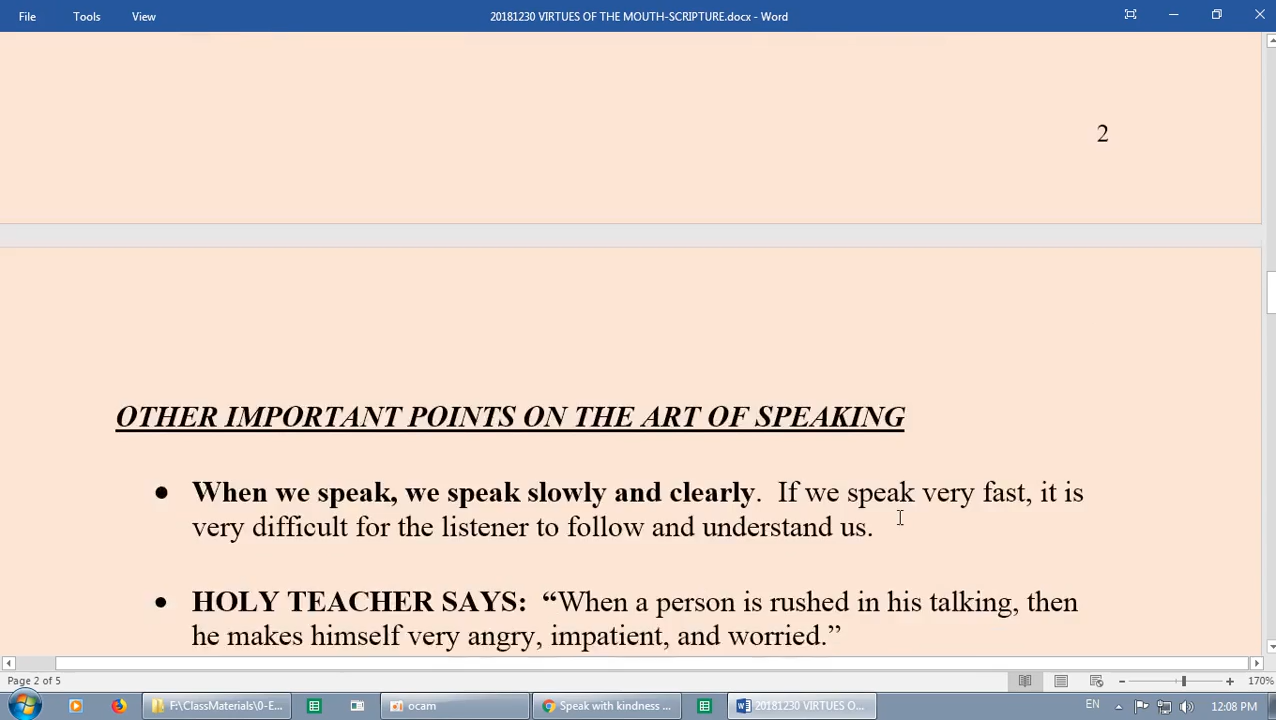 File Tools View 20181230 VIRTUES OF THE MOUTH-SCRIPTURE.docx - Word
2
OTHER IMPORTANT POINTS ON THE ART OF SPEAKING
● When we speak, we speak slowly and clearly. If we speak very fast, it is
very difficult for the listener to follow and understand us.
● HOLY TEACHER SAYS: “When a person is rushed in his talking, then
he makes himself very angry, impatient, and worried.”
Page 2 of 5 170%
F:\ClassMaterials\0-E... ocam Speak with kindness ... 20181230 VIRTUES O... EN 12:08 PM